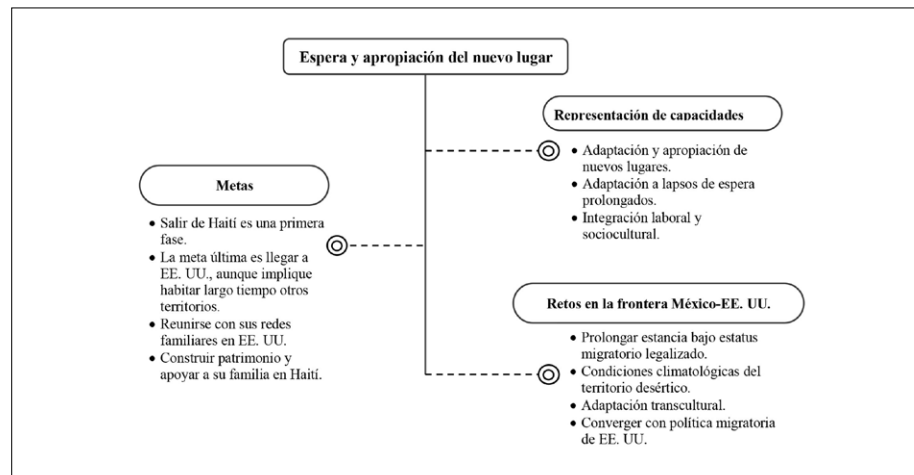 Espera y apropiación del nuevo lugar
Representación de capacidades
• Adaptación y apropiación de
nuevos lugares.
• Adaptación a lapsos de espera
prolongados.
• Integración laboral y
sociocultural.
Metas
• Salir de Haití es una primera
fase.
• La meta última es llegar a
EE. UU., aunque implique
habitar largo tiempo otros
territorios.
• Reunirse con sus redes
familiares en EE. UU.
• Construir patrimonio y
apoyar a su familia en Haití.
Retos en la frontera México-EE. UU.
• Prolongar estancia bajo estatus
migratorio legalizado.
• Condiciones climatológicas del
territorio desértico.
• Adaptación transcultural.
• Converger con política migratoria
de EE. UU.